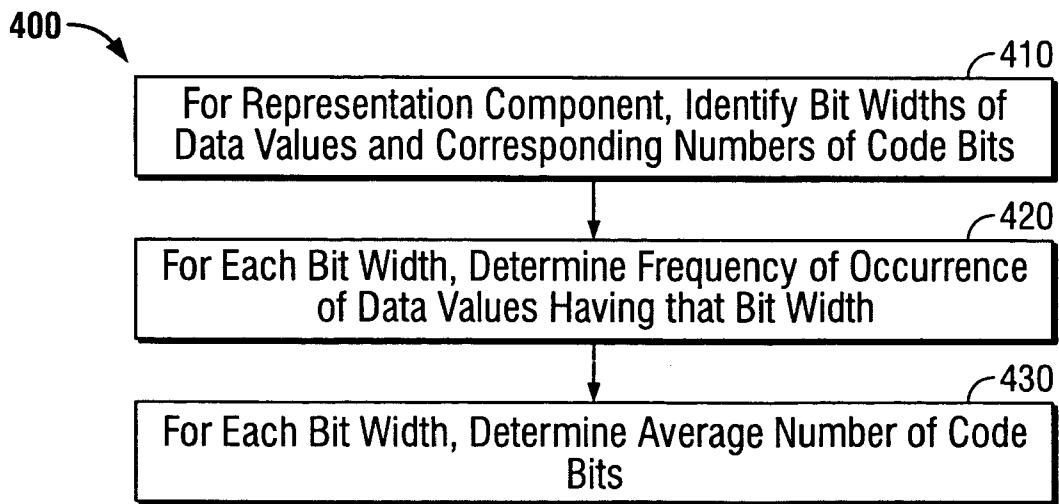 400
410
For Representation Component, Identify Bit Widths of
Data Values and Corresponding Numbers of Code Bits
420
For Each Bit Width, Determine Frequency of Occurrence
of Data Values Having that Bit Width
430
For Each Bit Width, Determine Average Number of Code
Bits